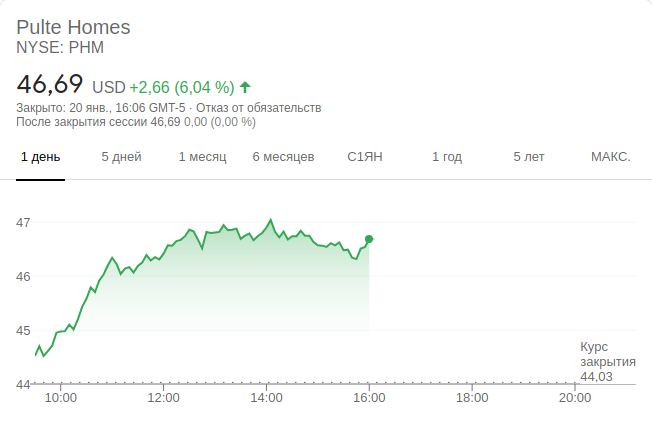 Pulte Homes
NYSE: PHM
46,69 USD +2,66 (6,04 %)
Закрыто: 20 янв., 16:06 GMT-5 · Отказ от обязательств
После закрытия сессии 46,69 0,00 (0,00 %)
1 день 5 дней 1 месяц 6 месяцев С1ЯН 1 год 5 лет МАКС.
47
46
45
Курс
закрытия
44,03
44
10:00 12:00 14:00 16:00 18:00 20:00